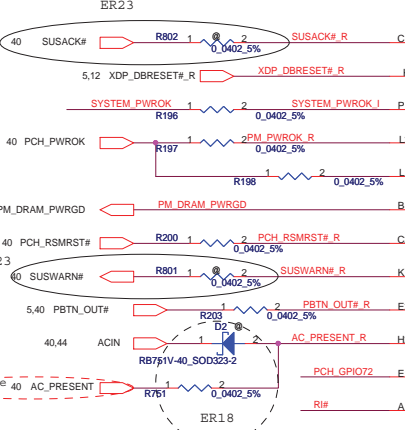 ER23
40 SUSACK# R802 1 @ 2 SUSACK#_R C
0_0402_5%
5,12 XDP_DBRESET#_R XDP_DBRESET#_R
SYSTEM_PWROK 1 2 SYSTEM_PWROK_I P
R196 0_0402_5%
40 PCH_PWROK R197 1 2 PM_PWROK_R L
0_0402_5%
R198 1 2 0_0402_5% L
PM_DRAM_PWRGD PM_DRAM_PWRGD B
40 PCH_RSMRST# R200 1 2 PCH_RSMRST#_R C
0_0402_5%
23
40 SUSWARN# R801 1 @ 2 SUSWARN#_R K
0_0402_5%
5,40 PBTN_OUT# R203 1 2 PBTN_OUT#_R E
0_0402_5%
D2 @
40,44 ACIN 1 2 AC_PRESENT_R H
RB751V-40_SOD323-2
e 40 AC_PRESENT R751 1 2 0_0402_5% PCH_GPIO72 E
ER18 RI# A